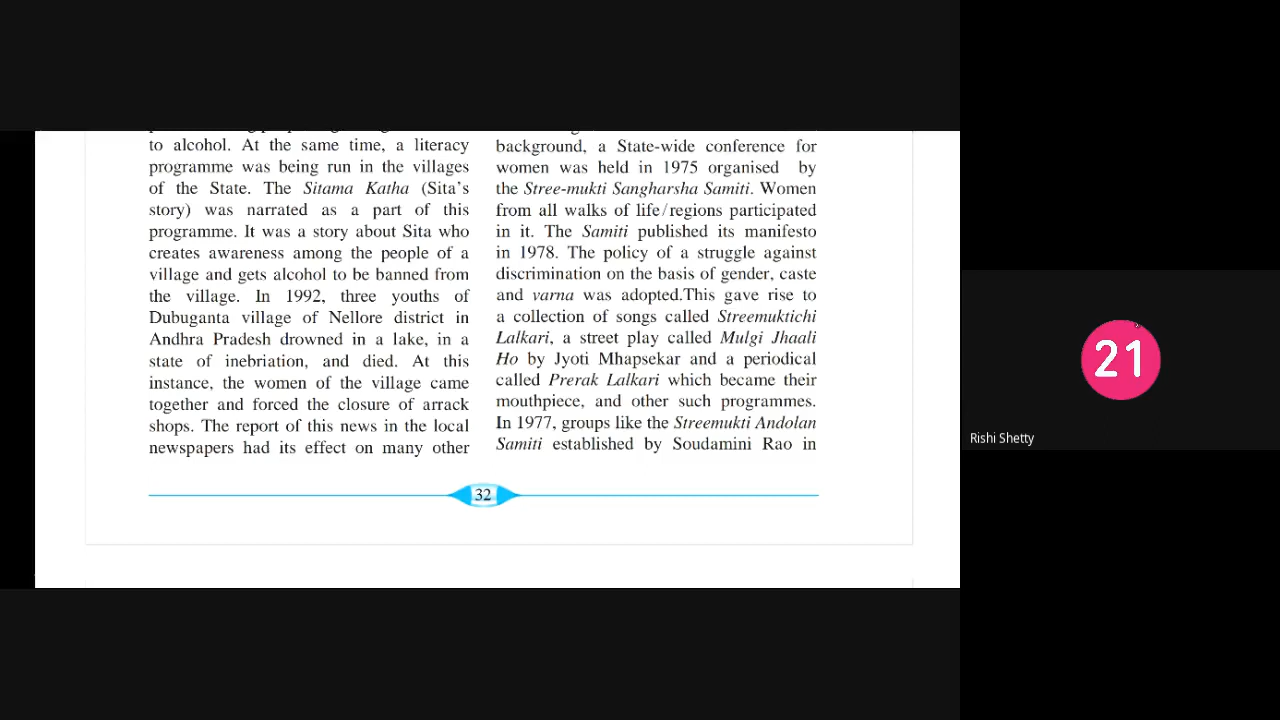 to alcohol. At the same time, a literacy
programme was being run in the villages
of the State. The Sitama Katha (Sita's
story) was narrated as a part of this
programme. It was a story about Sita who
creates awareness among the people of a
village and gets alcohol to be banned from
the village. In 1992, three youths of
Dubuganta village of Nellore district in
Andhra Pradesh drowned in a lake, in a
state of inebriation, and died. At this
instance, the women of the village came
together and forced the closure of arrack
shops. The report of this news in the local
newspapers had its effect on many other
background, a State-wide conference for
women was held in 1975 organised by
the Stree-mukti Sangharsha Samiti. Women
from all walks of life/regions participated
in it. The Samiti published its manifesto
in 1978. The policy of a struggle against
discrimination on the basis of gender, caste
and varna was adopted.This gave rise to
a collection of songs called Streemuktichi
Lalkari, a street play called Mulgi Jhaali
Ho by Jyoti Mhapsekar and a periodical
called Prerak Lalkari which became their
mouthpiece, and other such programmes.
In 1977, groups like the Streemukti Andolan
Samiti established by Soudamini Rao in
32
21
Rishi Shetty